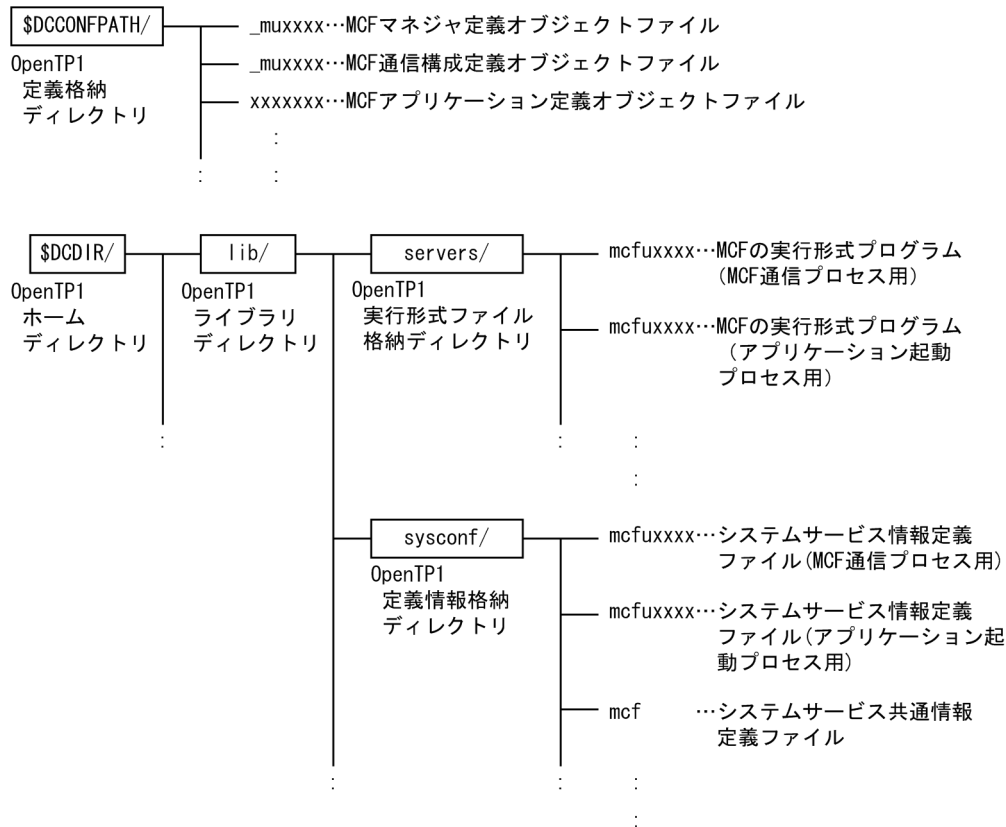 $DCCONFPATH/
OpenTP1
定義格納
ディレクトリ
_muxxxx…MCFマネジャ定義オブジェクトファイル
_muxxxx…MCF通信構成定義オブジェクトファイル
xxxxxxx…MCFアプリケーション定義オブジェクトファイル
:
: :
$DCDIR/
OpenTP1
ホーム
ディレクトリ
:
lib/
OpenTP1
ライブラリ
ディレクトリ
:
servers/
OpenTP1
実行形式ファイル
格納ディレクトリ
mcfuxxxx…MCFの実行形式プログラム
(MCF通信プロセス用)
mcfuxxxx…MCFの実行形式プログラム
(アプリケーション起動
プロセス用)
: :
:
sysconf/
OpenTP1
定義情報格納
ディレクトリ
mcfuxxxx…システムサービス情報定義
ファイル(MCF通信プロセス用)
mcfuxxxx…システムサービス情報定義
ファイル(アプリケーション起
動プロセス用)
mcf …システムサービス共通情報
定義ファイル
: :
: